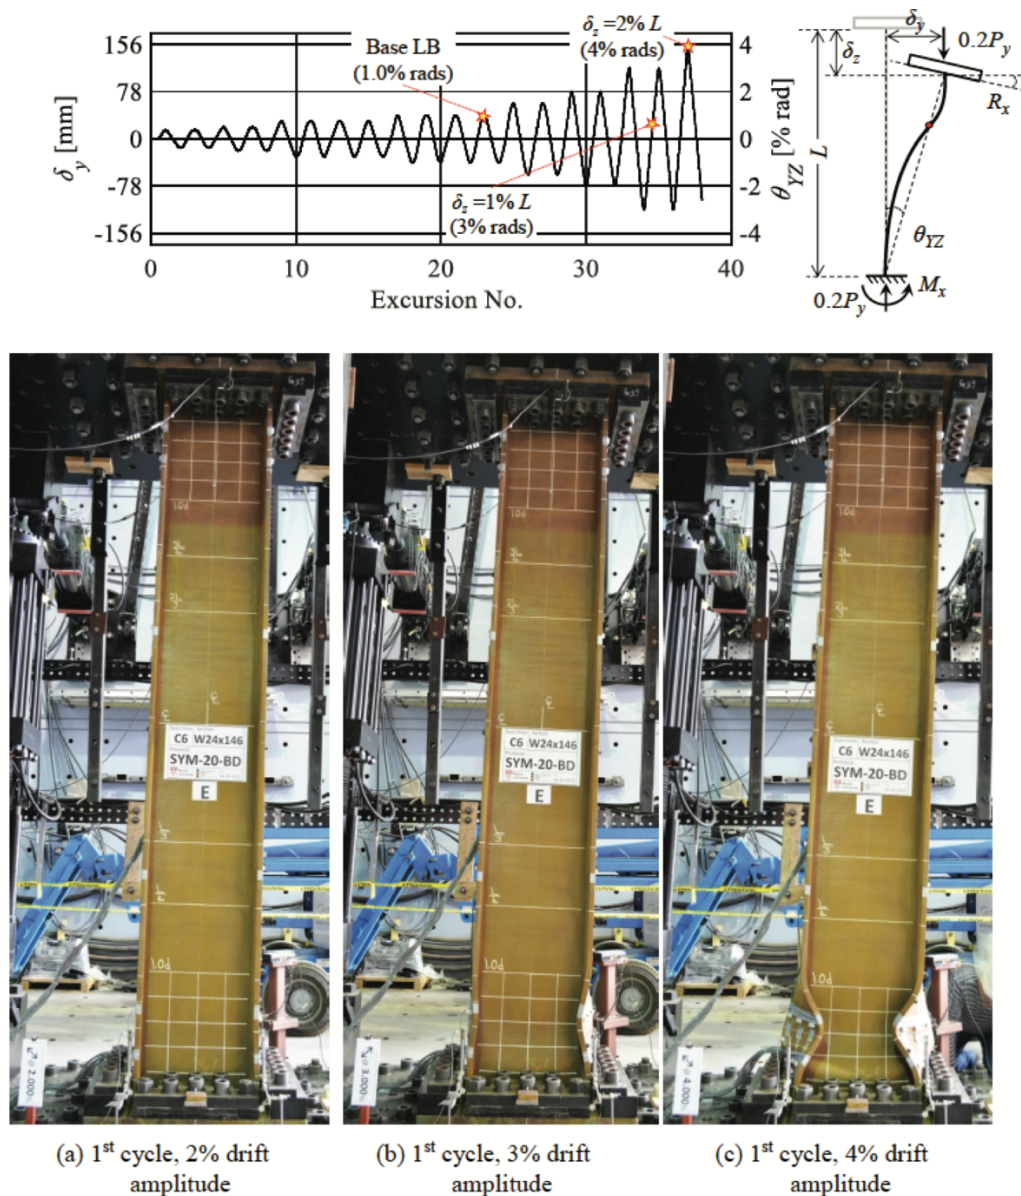 δz=2% L
(4% rads)
Base LB
(1.0% rads)
δz=1% L
(3% rads)
156
78
0
-78
-156
δy [mm]
4
2
0
-2
-4
θYZ [% rad]
0
10
20
30
40
Excursion No.
δy
0.2Py
δz
Rx
L
θYZ
Mx
0.2Py
C6 W24x146
SYM-20-BD
E
C6 W24x146
SYM-20-BD
E
C6 W24x146
SYM-20-BD
E
(a) 1st cycle, 2% drift
amplitude
(b) 1st cycle, 3% drift
amplitude
(c) 1st cycle, 4% drift
amplitude